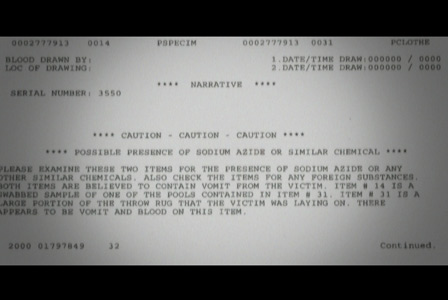 0002777913 0014 PSPECIM 0002777913 0031 PCLOTHE
BLOOD DRAWN BY: 1.DATE/TIME DRAW:000000 / 0000
LOC OF DRAWING: 2.DATE/TIME DRAW:000000 / 0000
**** NARRATIVE ****
SERIAL NUMBER: 3550
**** CAUTION - CAUTION - CAUTION ****
**** POSSIBLE PRESENCE OF SODIUM AZIDE OR SIMILAR CHEMICAL ****
PLEASE EXAMINE THESE TWO ITEMS FOR THE PRESENCE OF SODIUM AZIDE OR ANY
OTHER SIMILAR CHEMICALS. ALSO CHECK THE ITEMS FOR ANY FOREIGN SUBSTANCES.
BOTH ITEMS ARE BELIEVED TO CONTAIN VOMIT FROM THE VICTIM. ITEM # 14 IS A
SWABBED SAMPLE OF ONE OF THE POOLS CONTAINED IN ITEM # 31. ITEM # 31 IS A
LARGE PORTION OF THE THROW RUG THAT THE VICTIM WAS LAYING ON. THERE
APPEARS TO BE VOMIT AND BLOOD ON THIS ITEM.
2000 01797849 32 Continued.